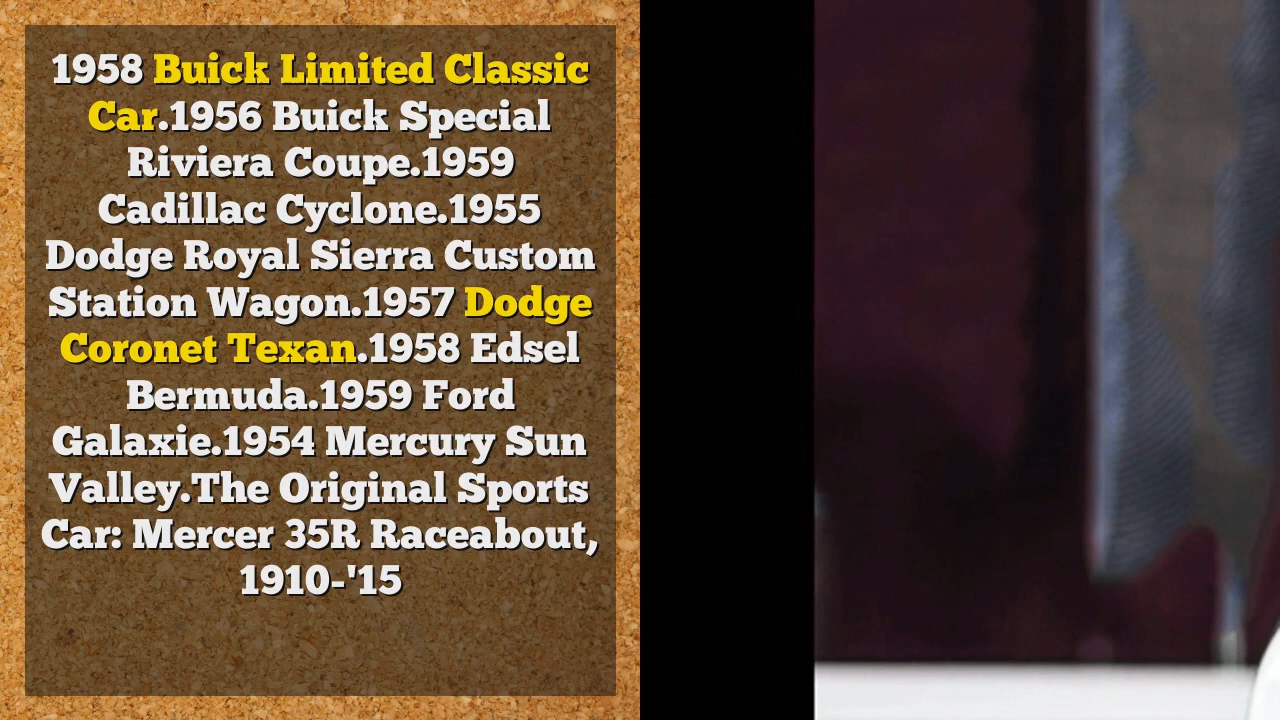 1958 Buick Limited Classic
Car.1956 Buick Special
Riviera Coupe.1959
Cadillac Cyclone.1955
Dodge Royal Sierra Custom
Station Wagon.1957 Dodge
Coronet Texan.1958 Edsel
Bermuda.1959 Ford
Galaxie.1954 Mercury Sun
Valley.The Original Sports
Car: Mercer 35R Raceabout,
1910-'15